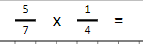 5/7 x 1/4 =